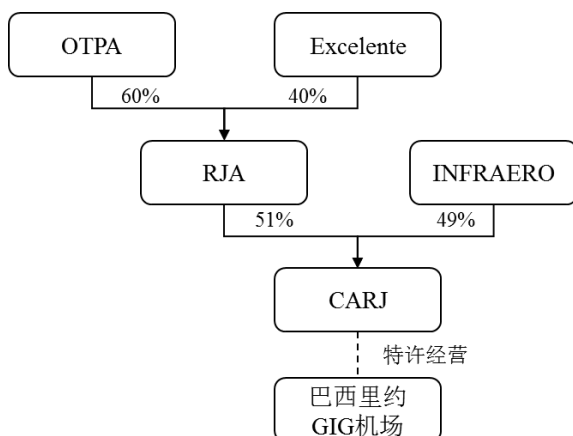 OTPA
Excelente
60%
40%
RJA
INFRAERO
51%
49%
CARJ
特许经营
巴西里约
GIG机场